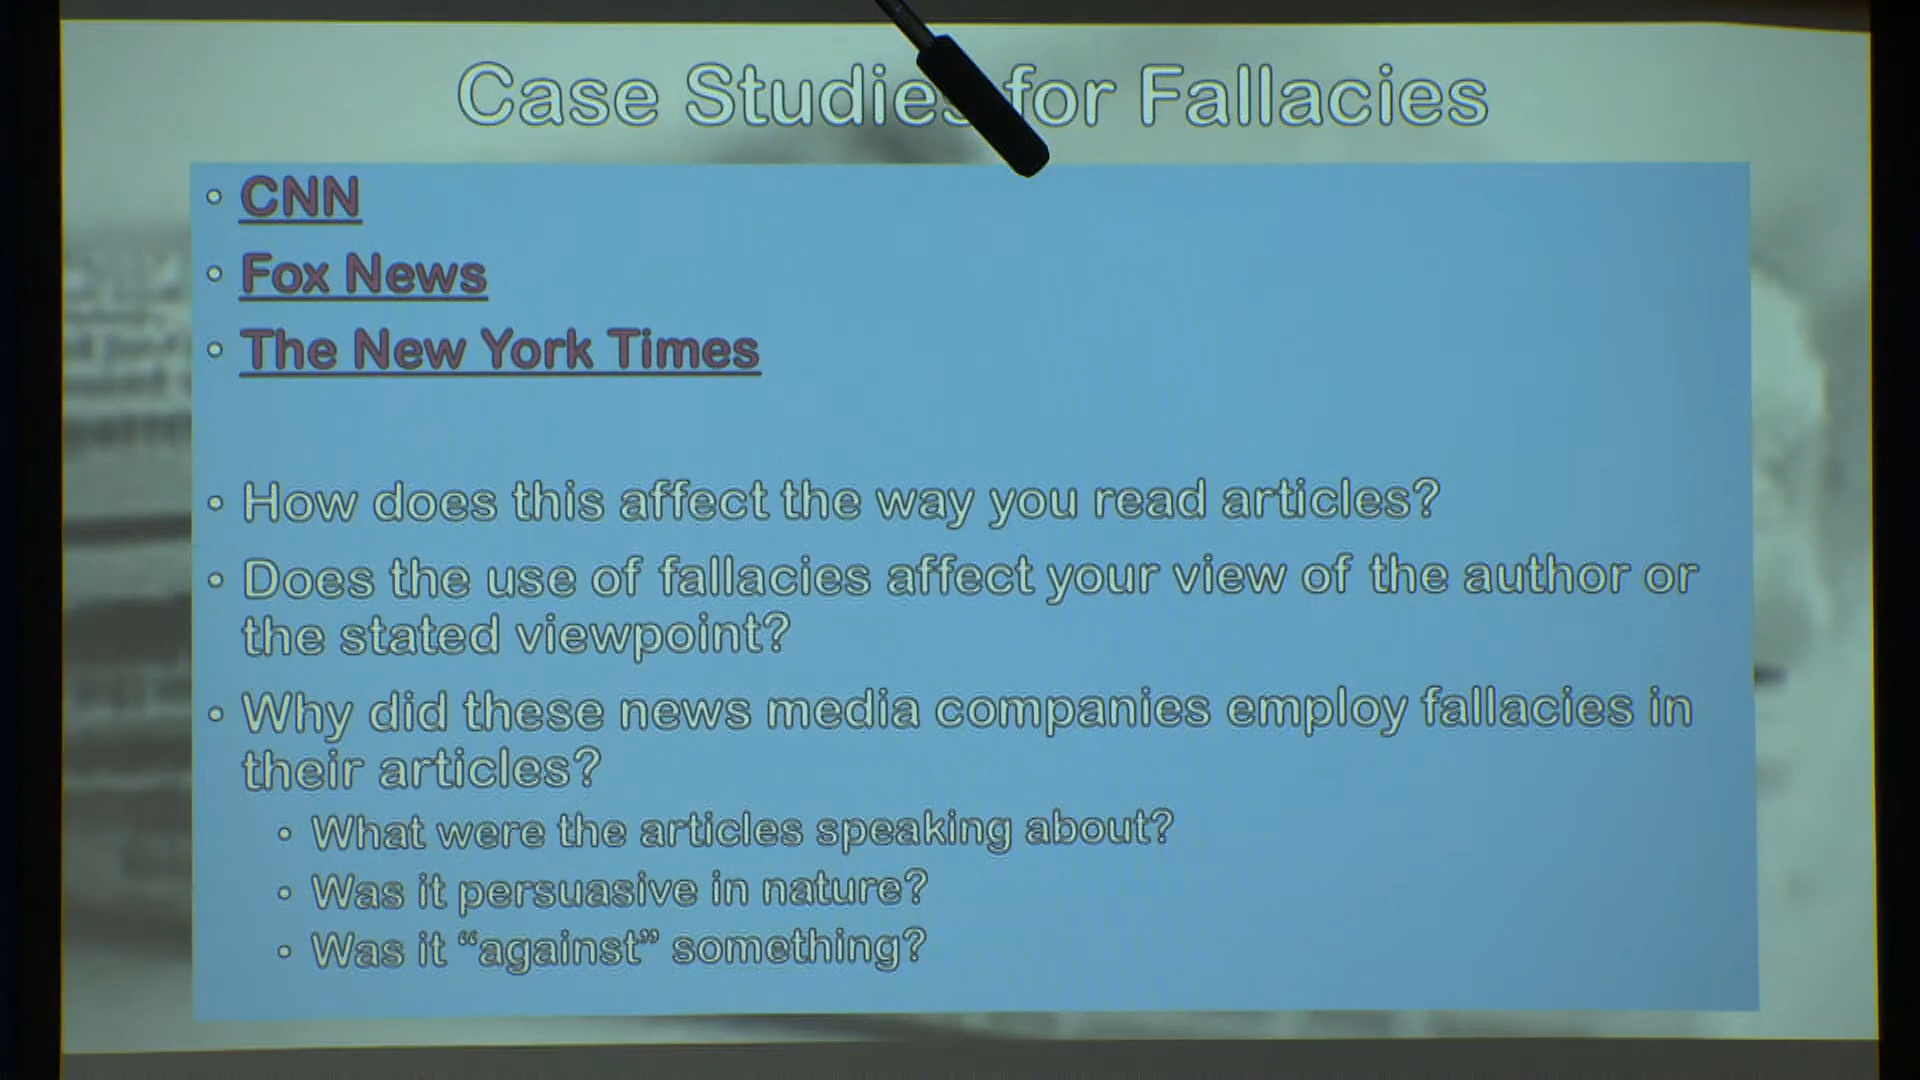 Case Studies for Fallacies
• CNN
• Fox News
• The New York Times
• How does this affect the way you read articles?
• Does the use of fallacies affect your view of the author or
the stated viewpoint?
• Why did these news media companies employ fallacies in
their articles?
• What were the articles speaking about?
• Was it persuasive in nature?
• Was it “against” something?